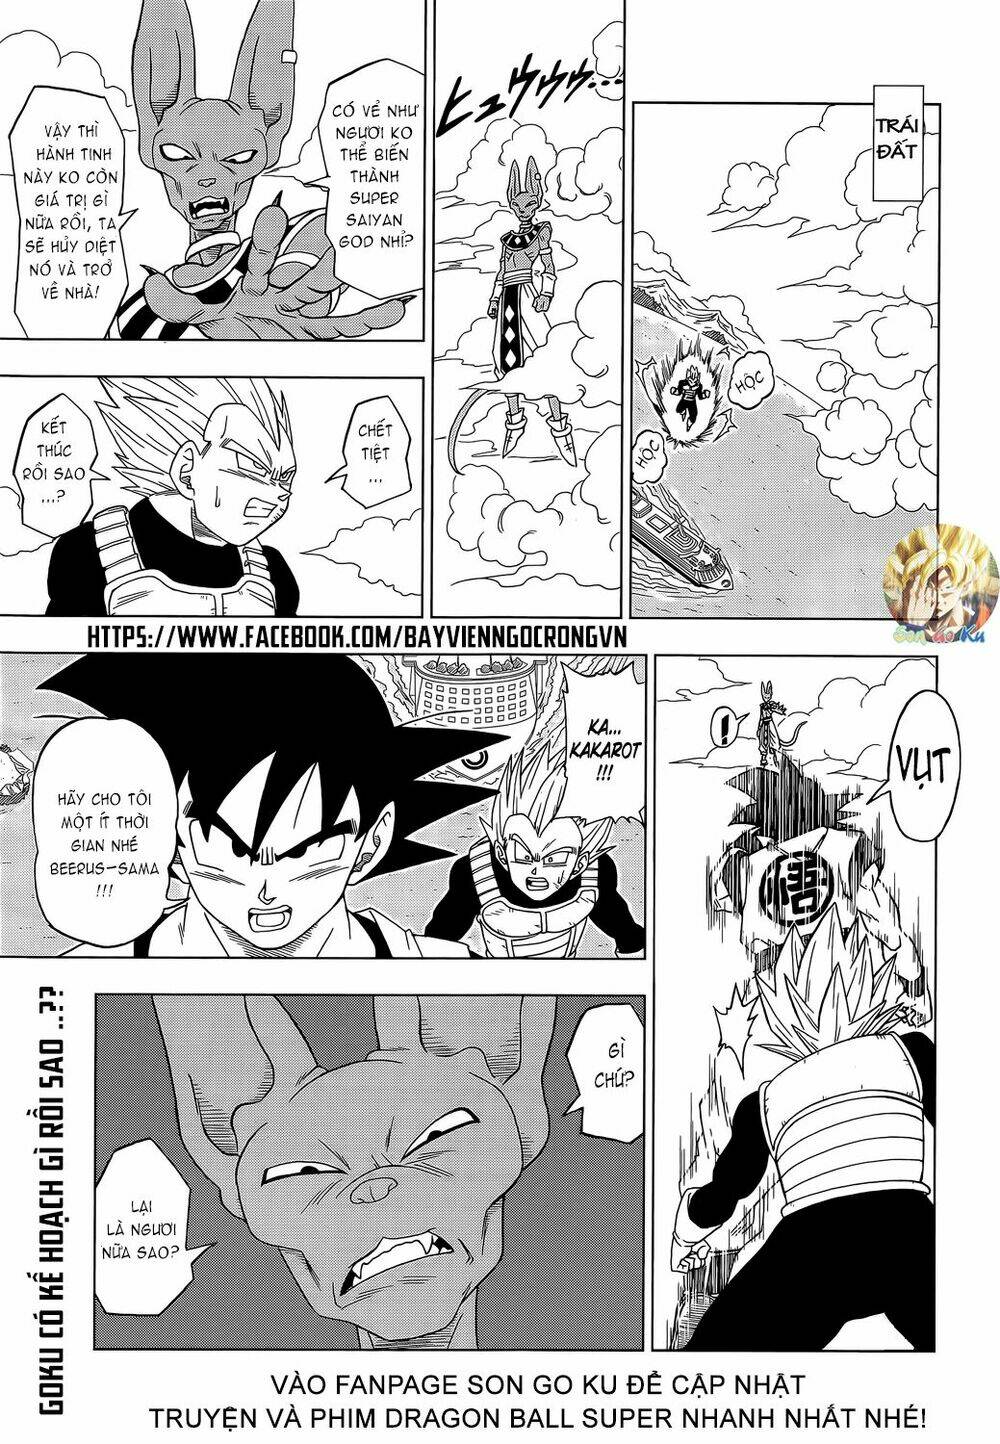 TRÁI
ĐẤT
HỘC
HỘC
ヒュウウゥ...
CÓ VẺ NHƯ
NGƯƠI KO
THỂ BIẾN
THÀNH
SUPER
SAIYAN
GOD NHỈ?
VẬY THÌ
HÀNH TINH
NÀY KO CÒN
GIÁ TRỊ GÌ
NỮA RỒI, TA
SẼ HỦY DIỆT
NÓ VÀ TRỞ
VỀ NHÀ!
CHẾT
TIỆT
...
KẾT
THÚC
RỒI SAO
...?
HTTPS://WWW.FACEBOOK.COM/BAYVIENNGOCRONGVN
Son Go Ku
VỤT
!
悟
KA...
KAKAROT
!!!
HÃY CHO TÔI
MỘT ÍT THỜI
GIAN NHÉ
BEERUS-SAMA
!!!
GÌ
CHỨ?
LẠI
LÀ NGƯƠI
NỮA SAO?
GOKU CÓ KẾ HOẠCH GÌ RỒI SAO ..??
VÀO FANPAGE SON GO KU ĐỂ CẬP NHẬT
TRUYỆN VÀ PHIM DRAGON BALL SUPER NHANH NHẤT NHÉ!